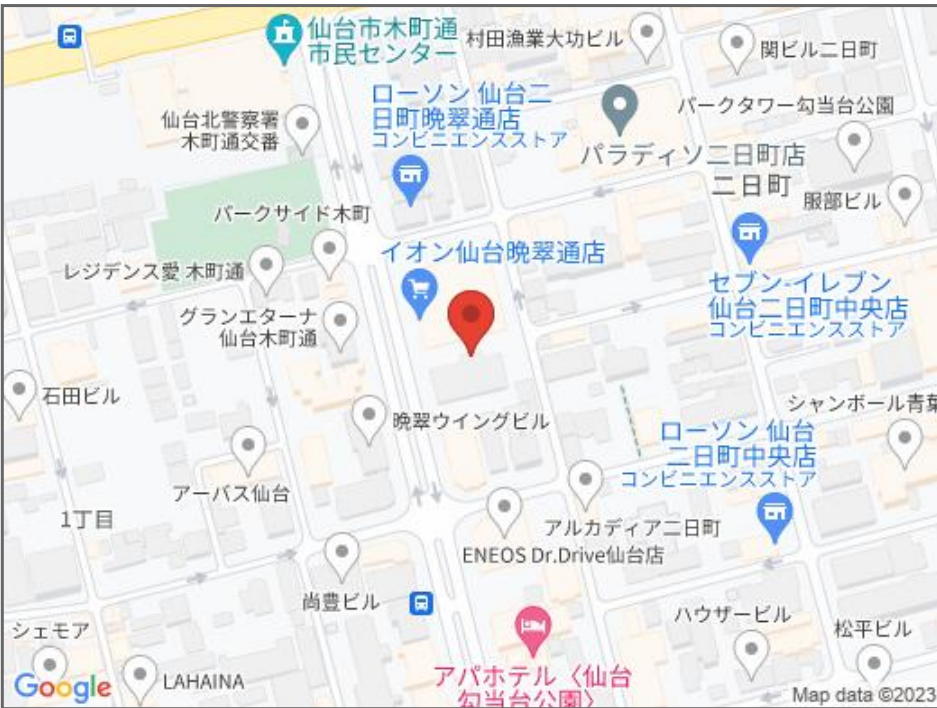 仙台市木町通
市民センター
村田漁業大功ビル
関ビル二日町
ローソン 仙台二
日町晩翠通店
コンビニエンスストア
仙台北警察署
木町通交番
パークタワー勾当台公園
パラディソ二日町店
二日町
服部ビル
パークサイド木町
イオン仙台晩翠通店
レジデンス愛 木町通
セブン-イレブン
仙台二日町中央店
コンビニエンスストア
グランエターナ
仙台木町通
石田ビル
晩翠ウイングビル
シャンボール青葉
ローソン 仙台
二日町中央店
コンビニエンスストア
アーバス仙台
1丁目
アルカディア二日町
ENEOS Dr.Drive仙台店
尚豊ビル
ハウザービル
シェモア
松平ビル
アパホテル〈仙台
勾当台公園〉
LAHAINA
Google
Map data ©2023